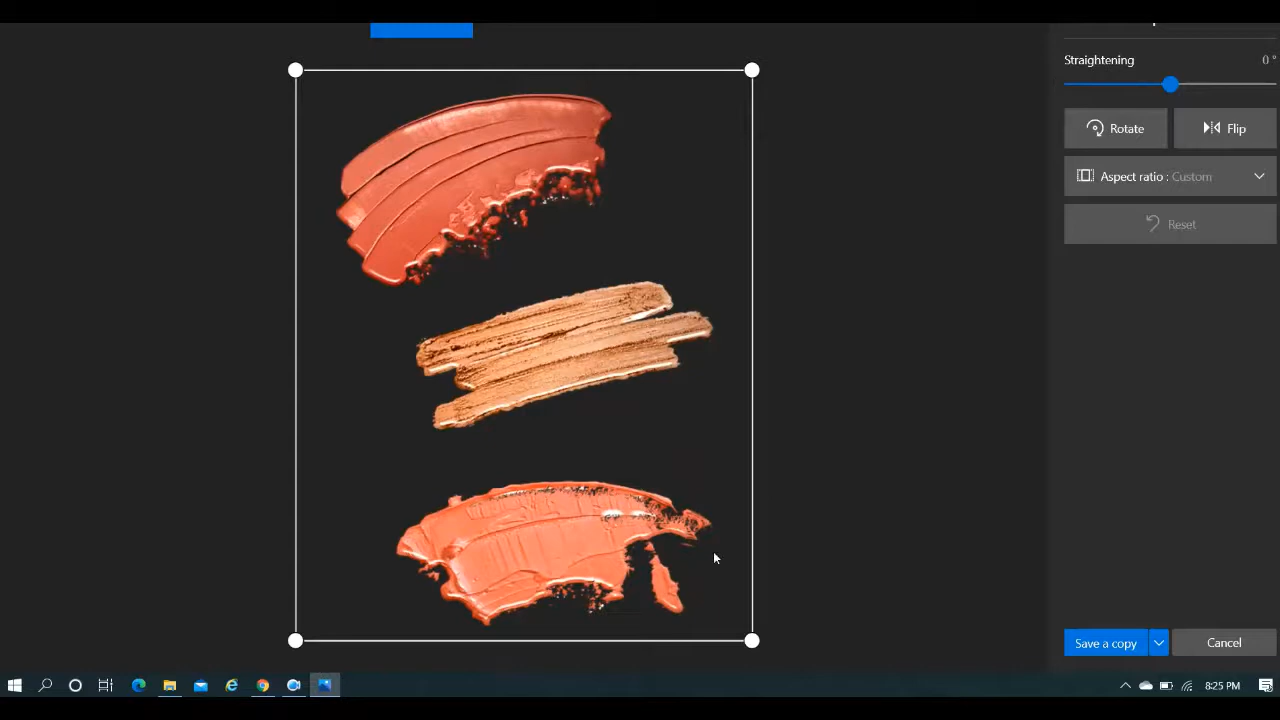 Straightening 0 °
Rotate
Flip
Aspect ratio : Custom
Reset
Save a copy
Cancel
8:25 PM